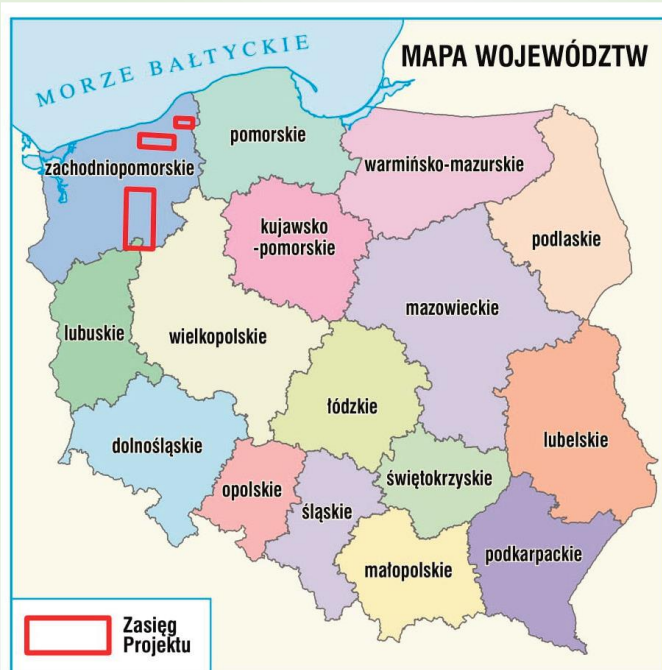 MORZE BAŁTYCKIE
MAPA WOJEWÓDZTW
pomorskie
zachodniopomorskie
warmińsko-mazurskie
kujawsko
-pomorskie
podlaskie
mazowieckie
lubuskie
wielkopolskie
łódzkie
dolnośląskie
lubelskie
opolskie
śląskie
świętokrzyskie
małopolskie
podkarpackie
Zasięg
Projektu